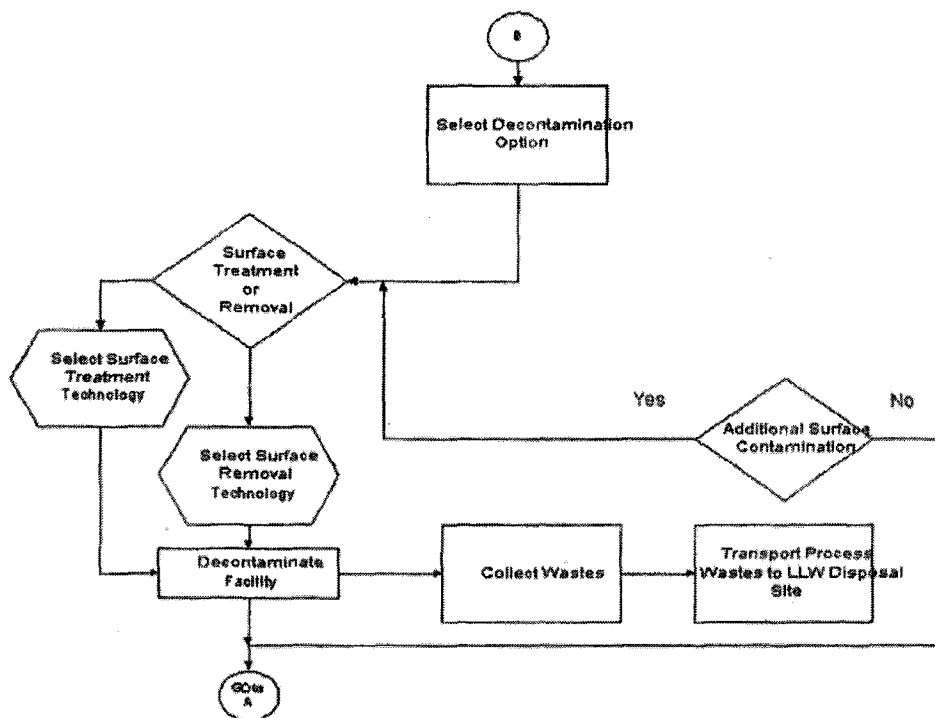 B
Select Decontamination
Option
Surface
Treatment
or
Removal
Select Surface
Treatment
Technology
Yes
No
Additional Surface
Contamination
Select Surface
Removal
Technology
Decontaminate
Facility
Collect Wastes
Transport Process
Wastes to LLW Disposal
Site
GOto
A